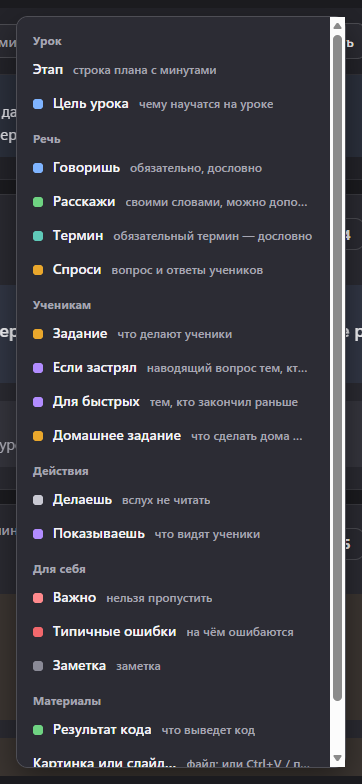 Урок
Этап строка плана с минутами
Цель урока чему научатся на уроке
Речь
Говоришь обязательно, дословно
Расскажи своими словами, можно допо...
Термин обязательный термин — дословно
Спроси вопрос и ответы учеников
Ученикам
Задание что делают ученики
Если застрял наводящий вопрос тем, кт...
Для быстрых тем, кто закончил раньше
Домашнее задание что сделать дома ...
Действия
Делаешь вслух не читать
Показываешь что видят ученики
Для себя
Важно нельзя пропустить
Типичные ошибки на чём ошибаются
Заметка заметка
Материалы
Результат кода что выведет код
Картинка или слайд... файл: или Ctrl+V / п...